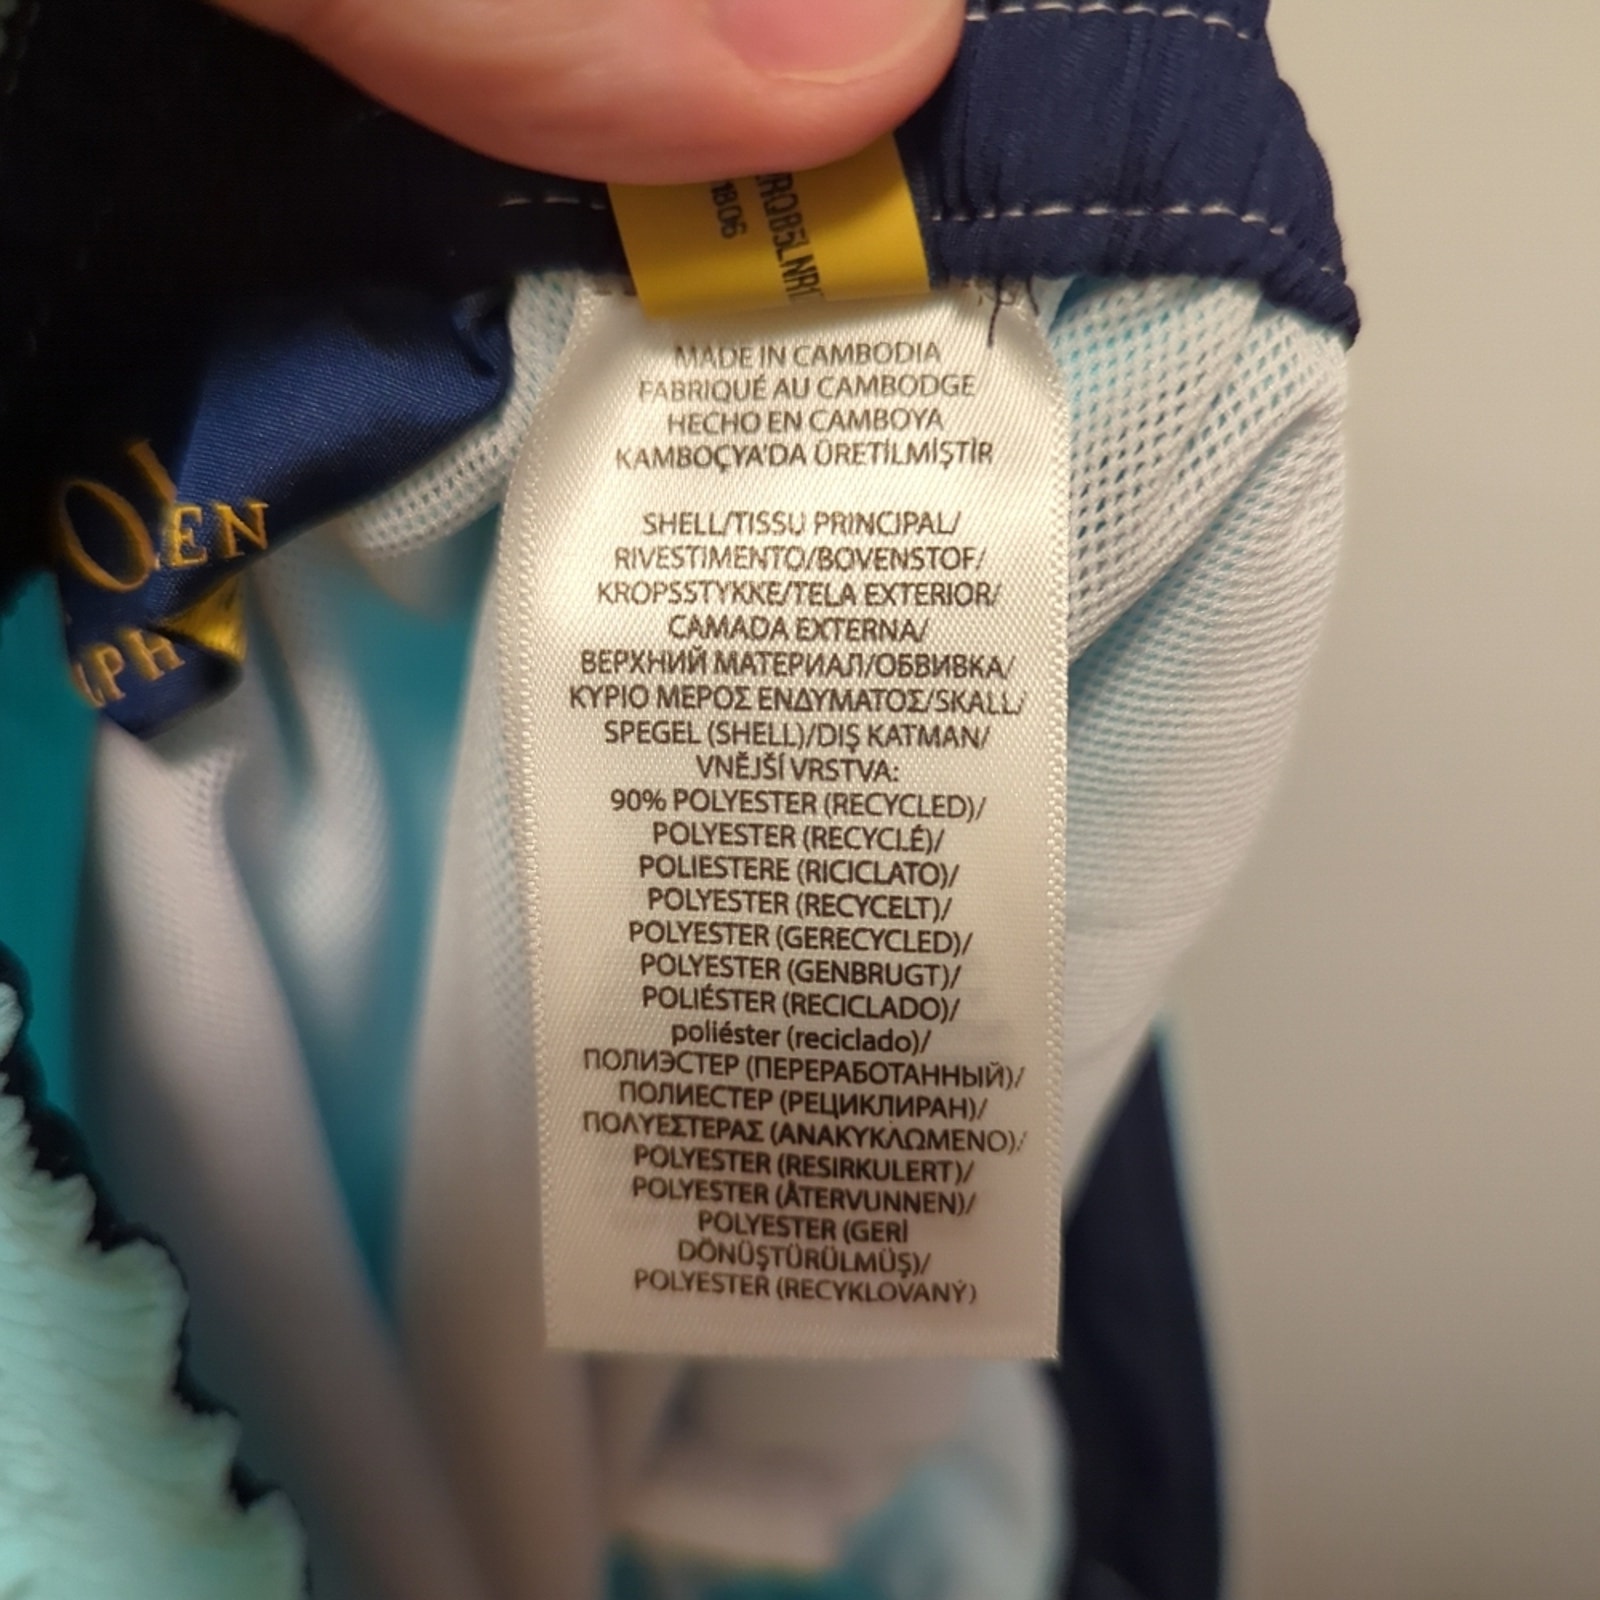 1806
MADE IN CAMBODIA
FABRIQUÉ AU CAMBODGE
HECHO EN CAMBOYA
KAMBOÇYA'DA ÜRETİLMİŞTİR
SHELL/TISSU PRINCIPAL/
RIVESTIMENTO/BOVENSTOF/
KROPSSTYKKE/TELA EXTERIOR/
CAMADA EXTERNA/
ВЕРХНИЙ МАТЕРИАЛ/ОБВИВКА/
ΚΥΡΙΟ ΜΕΡΟΣ ΕΝΔΥΜΑΤΟΣ/SKALL/
SPEGEL (SHELL)/DIŞ KATMAN/
VNĚJŠÍ VRSTVA:
90% POLYESTER (RECYCLED)/
POLYESTER (RECYCLÉ)/
POLIESTERE (RICICLATO)/
POLYESTER (RECYCELT)/
POLYESTER (GERECYCLED)/
POLYESTER (GENBRUGT)/
POLIÉSTER (RECICLADO)/
poliéster (reciclado)/
ПОЛИЭСТЕР (ПЕРЕРАБОТАННЫЙ)/
ПОЛИЕСТЕР (РЕЦИКЛИРАН)/
ΠΟΛΥΕΣΤΕΡΑΣ (ΑΝΑΚΥΚΛΩΜΕΝΟ)/
POLYESTER (RESIRKULERT)/
POLYESTER (ÅTERVUNNEN)/
POLYESTER (GERİ
DÖNÜŞTÜRÜLMÜŞ)/
POLYESTER (RECYKLOVANÝ)